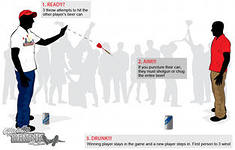 1. READY?
3 throw attempts to hit the
other player's beer can
2. AIM!!
If you puncture their can,
they must shotgun or chug
the entire beer!
3. DRUNK!!!
Winning player stays in the game and a new player steps in. First person to 3 wins!